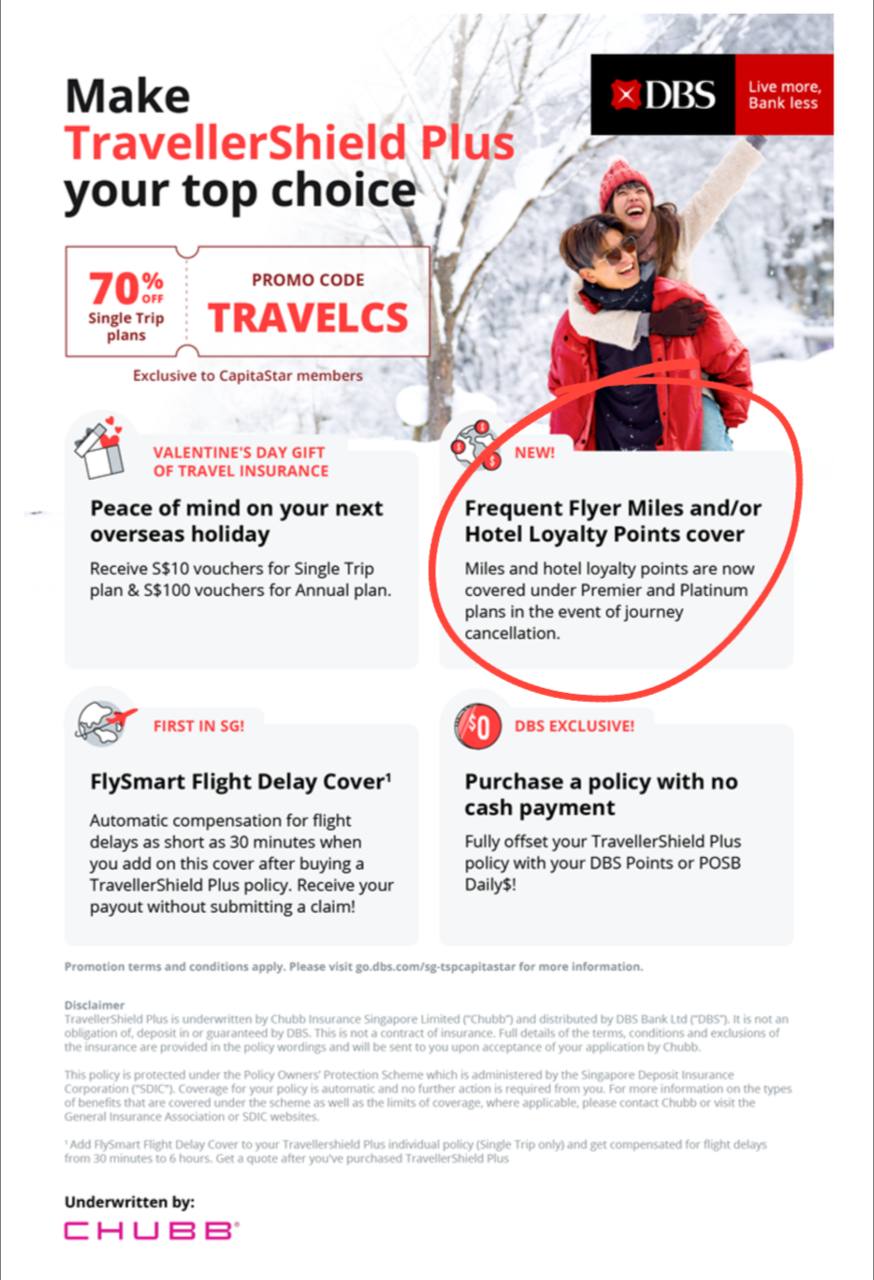 Make
TravellerShield Plus
your top choice
DBS
Live more,
Bank less
70%
OFF
Single Trip
plans
PROMO CODE
TRAVELCS
Exclusive to CapitaStar members
VALENTINE'S DAY GIFT
OF TRAVEL INSURANCE
Peace of mind on your next
overseas holiday
Receive S$10 vouchers for Single Trip
plan & S$100 vouchers for Annual plan.
$
$
$
NEW!
Frequent Flyer Miles and/or
Hotel Loyalty Points cover
Miles and hotel loyalty points are now
covered under Premier and Platinum
plans in the event of journey
cancellation.
FIRST IN SG!
FlySmart Flight Delay Cover¹
Automatic compensation for flight
delays as short as 30 minutes when
you add on this cover after buying a
TravellerShield Plus policy. Receive your
payout without submitting a claim!
$0
DBS EXCLUSIVE!
Purchase a policy with no
cash payment
Fully offset your TravellerShield Plus
policy with your DBS Points or POSB
Daily$!
Promotion terms and conditions apply. Please visit go.dbs.com/sg-tspcapitastar for more information.
Disclaimer
TravellerShield Plus is underwritten by Chubb Insurance Singapore Limited ("Chubb") and distributed by DBS Bank Ltd ("DBS"). It is not an
obligation of, deposit in or guaranteed by DBS. This is not a contract of insurance. Full details of the terms, conditions and exclusions of
the insurance are provided in the policy wordings and will be sent to you upon acceptance of your application by Chubb.
This policy is protected under the Policy Owners' Protection Scheme which is administered by the Singapore Deposit Insurance
Corporation ("SDIC"). Coverage for your policy is automatic and no further action is required from you. For more information on the types
of benefits that are covered under the scheme as well as the limits of coverage, where applicable, please contact Chubb or visit the
General Insurance Association or SDIC websites.
¹ Add FlySmart Flight Delay Cover to your Travellershield Plus individual policy (Single Trip only) and get compensated for flight delays
from 30 minutes to 6 hours. Get a quote after you've purchased TravellerShield Plus
Underwritten by:
CHUBB®